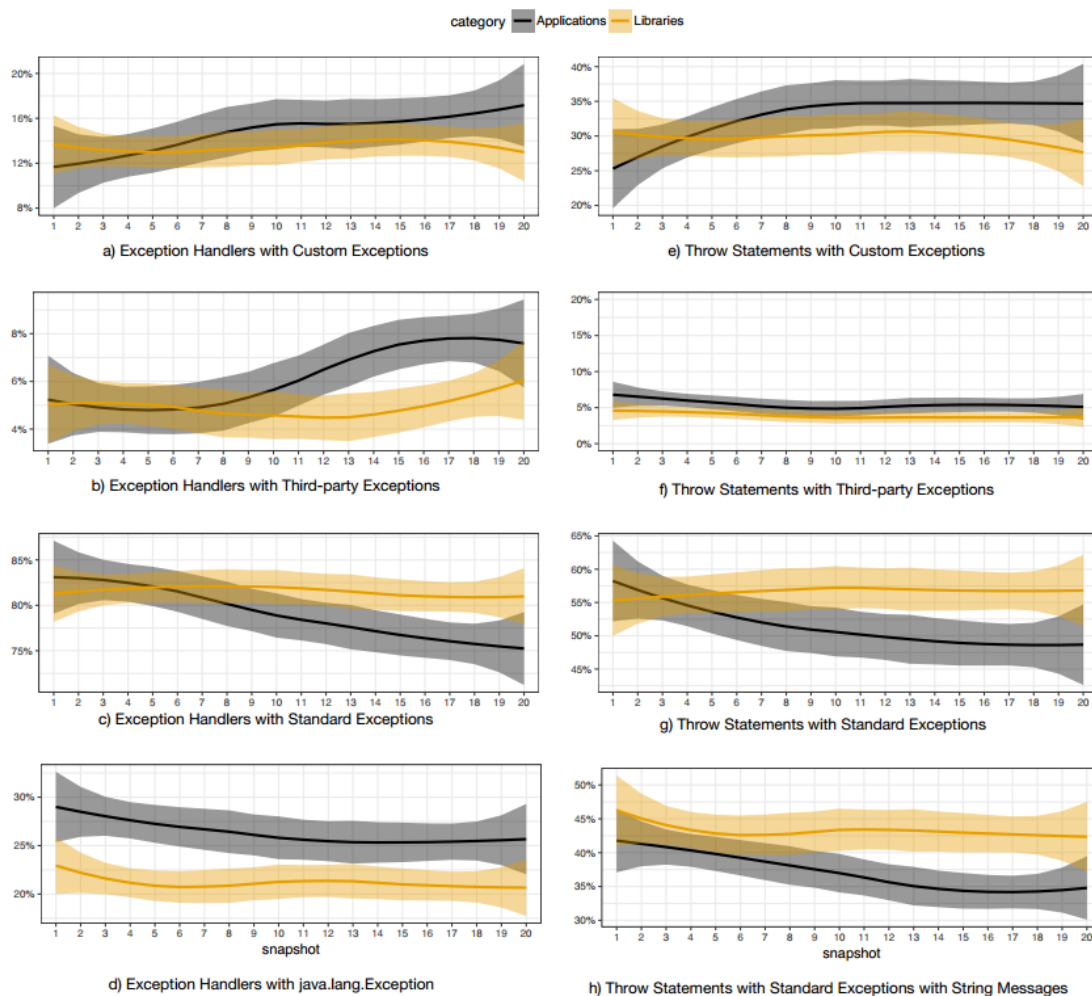 category Applications Libraries
20%
16%
12%
8%
1 2 3 4 5 6 7 8 9 10 11 12 13 14 15 16 17 18 19 20
a) Exception Handlers with Custom Exceptions
40%
35%
30%
25%
20%
1 2 3 4 5 6 7 8 9 10 11 12 13 14 15 16 17 18 19 20
e) Throw Statements with Custom Exceptions
8%
6%
4%
1 2 3 4 5 6 7 8 9 10 11 12 13 14 15 16 17 18 19 20
b) Exception Handlers with Third-party Exceptions
20%
15%
10%
5%
0%
1 2 3 4 5 6 7 8 9 10 11 12 13 14 15 16 17 18 19 20
f) Throw Statements with Third-party Exceptions
85%
80%
75%
1 2 3 4 5 6 7 8 9 10 11 12 13 14 15 16 17 18 19 20
c) Exception Handlers with Standard Exceptions
65%
60%
55%
50%
45%
1 2 3 4 5 6 7 8 9 10 11 12 13 14 15 16 17 18 19 20
g) Throw Statements with Standard Exceptions
30%
25%
20%
1 2 3 4 5 6 7 8 9 10 11 12 13 14 15 16 17 18 19 20
snapshot
d) Exception Handlers with java.lang.Exception
50%
45%
40%
35%
30%
1 2 3 4 5 6 7 8 9 10 11 12 13 14 15 16 17 18 19 20
snapshot
h) Throw Statements with Standard Exceptions with String Messages